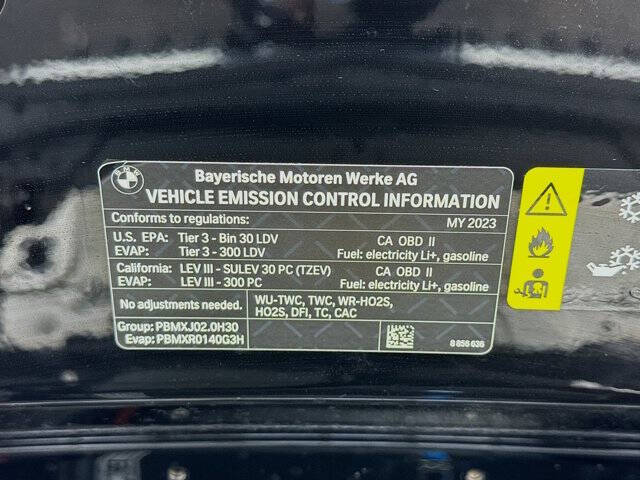 BMW
Bayerische Motoren Werke AG
VEHICLE EMISSION CONTROL INFORMATION
Conforms to regulations: MY 2023
U.S. EPA: Tier 3 - Bin 30 LDV CA OBD II
EVAP: Tier 3 - 300 LDV Fuel: electricity Li+, gasoline
California: LEV III - SULEV 30 PC (TZEV) CA OBD II
EVAP: LEV III - 300 PC Fuel: electricity Li+, gasoline
No adjustments needed. WU-TWC, TWC, WR-HO2S,
HO2S, DFI, TC, CAC
Group: PBMXJ02.0H30
Evap: PBMXR0140G3H 8 856 636